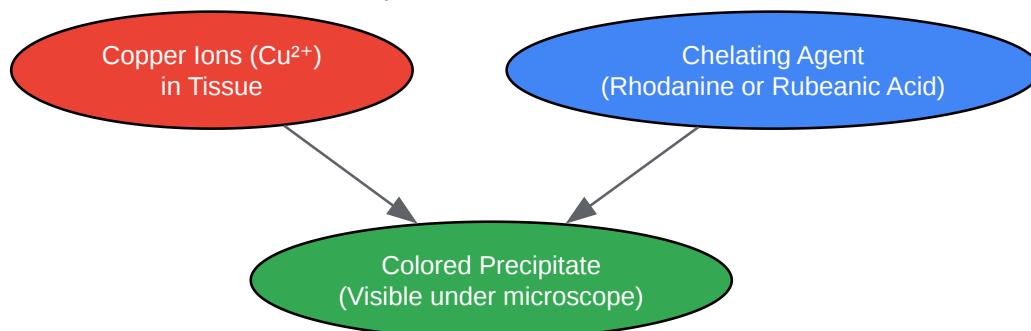 Copper Ions (Cu²⁺)
in Tissue
Chelating Agent
(Rhodanine or Rubeanic Acid)
Colored Precipitate
(Visible under microscope)